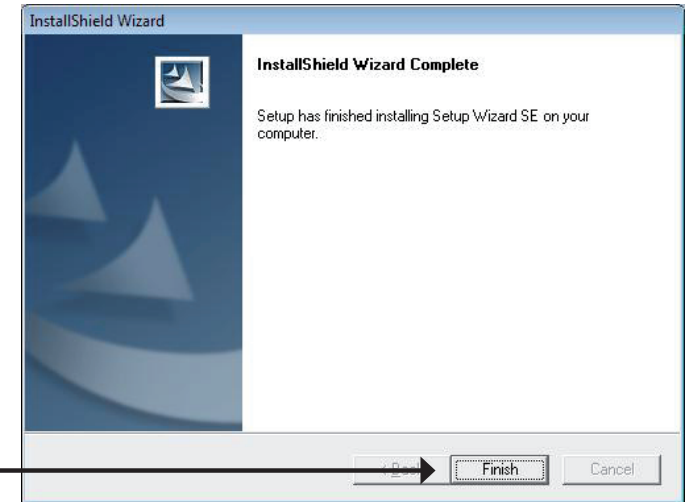 InstallShield Wizard
InstallShield Wizard Complete
Setup has finished installing Setup Wizard SE on your
computer.
Finish
Cancel